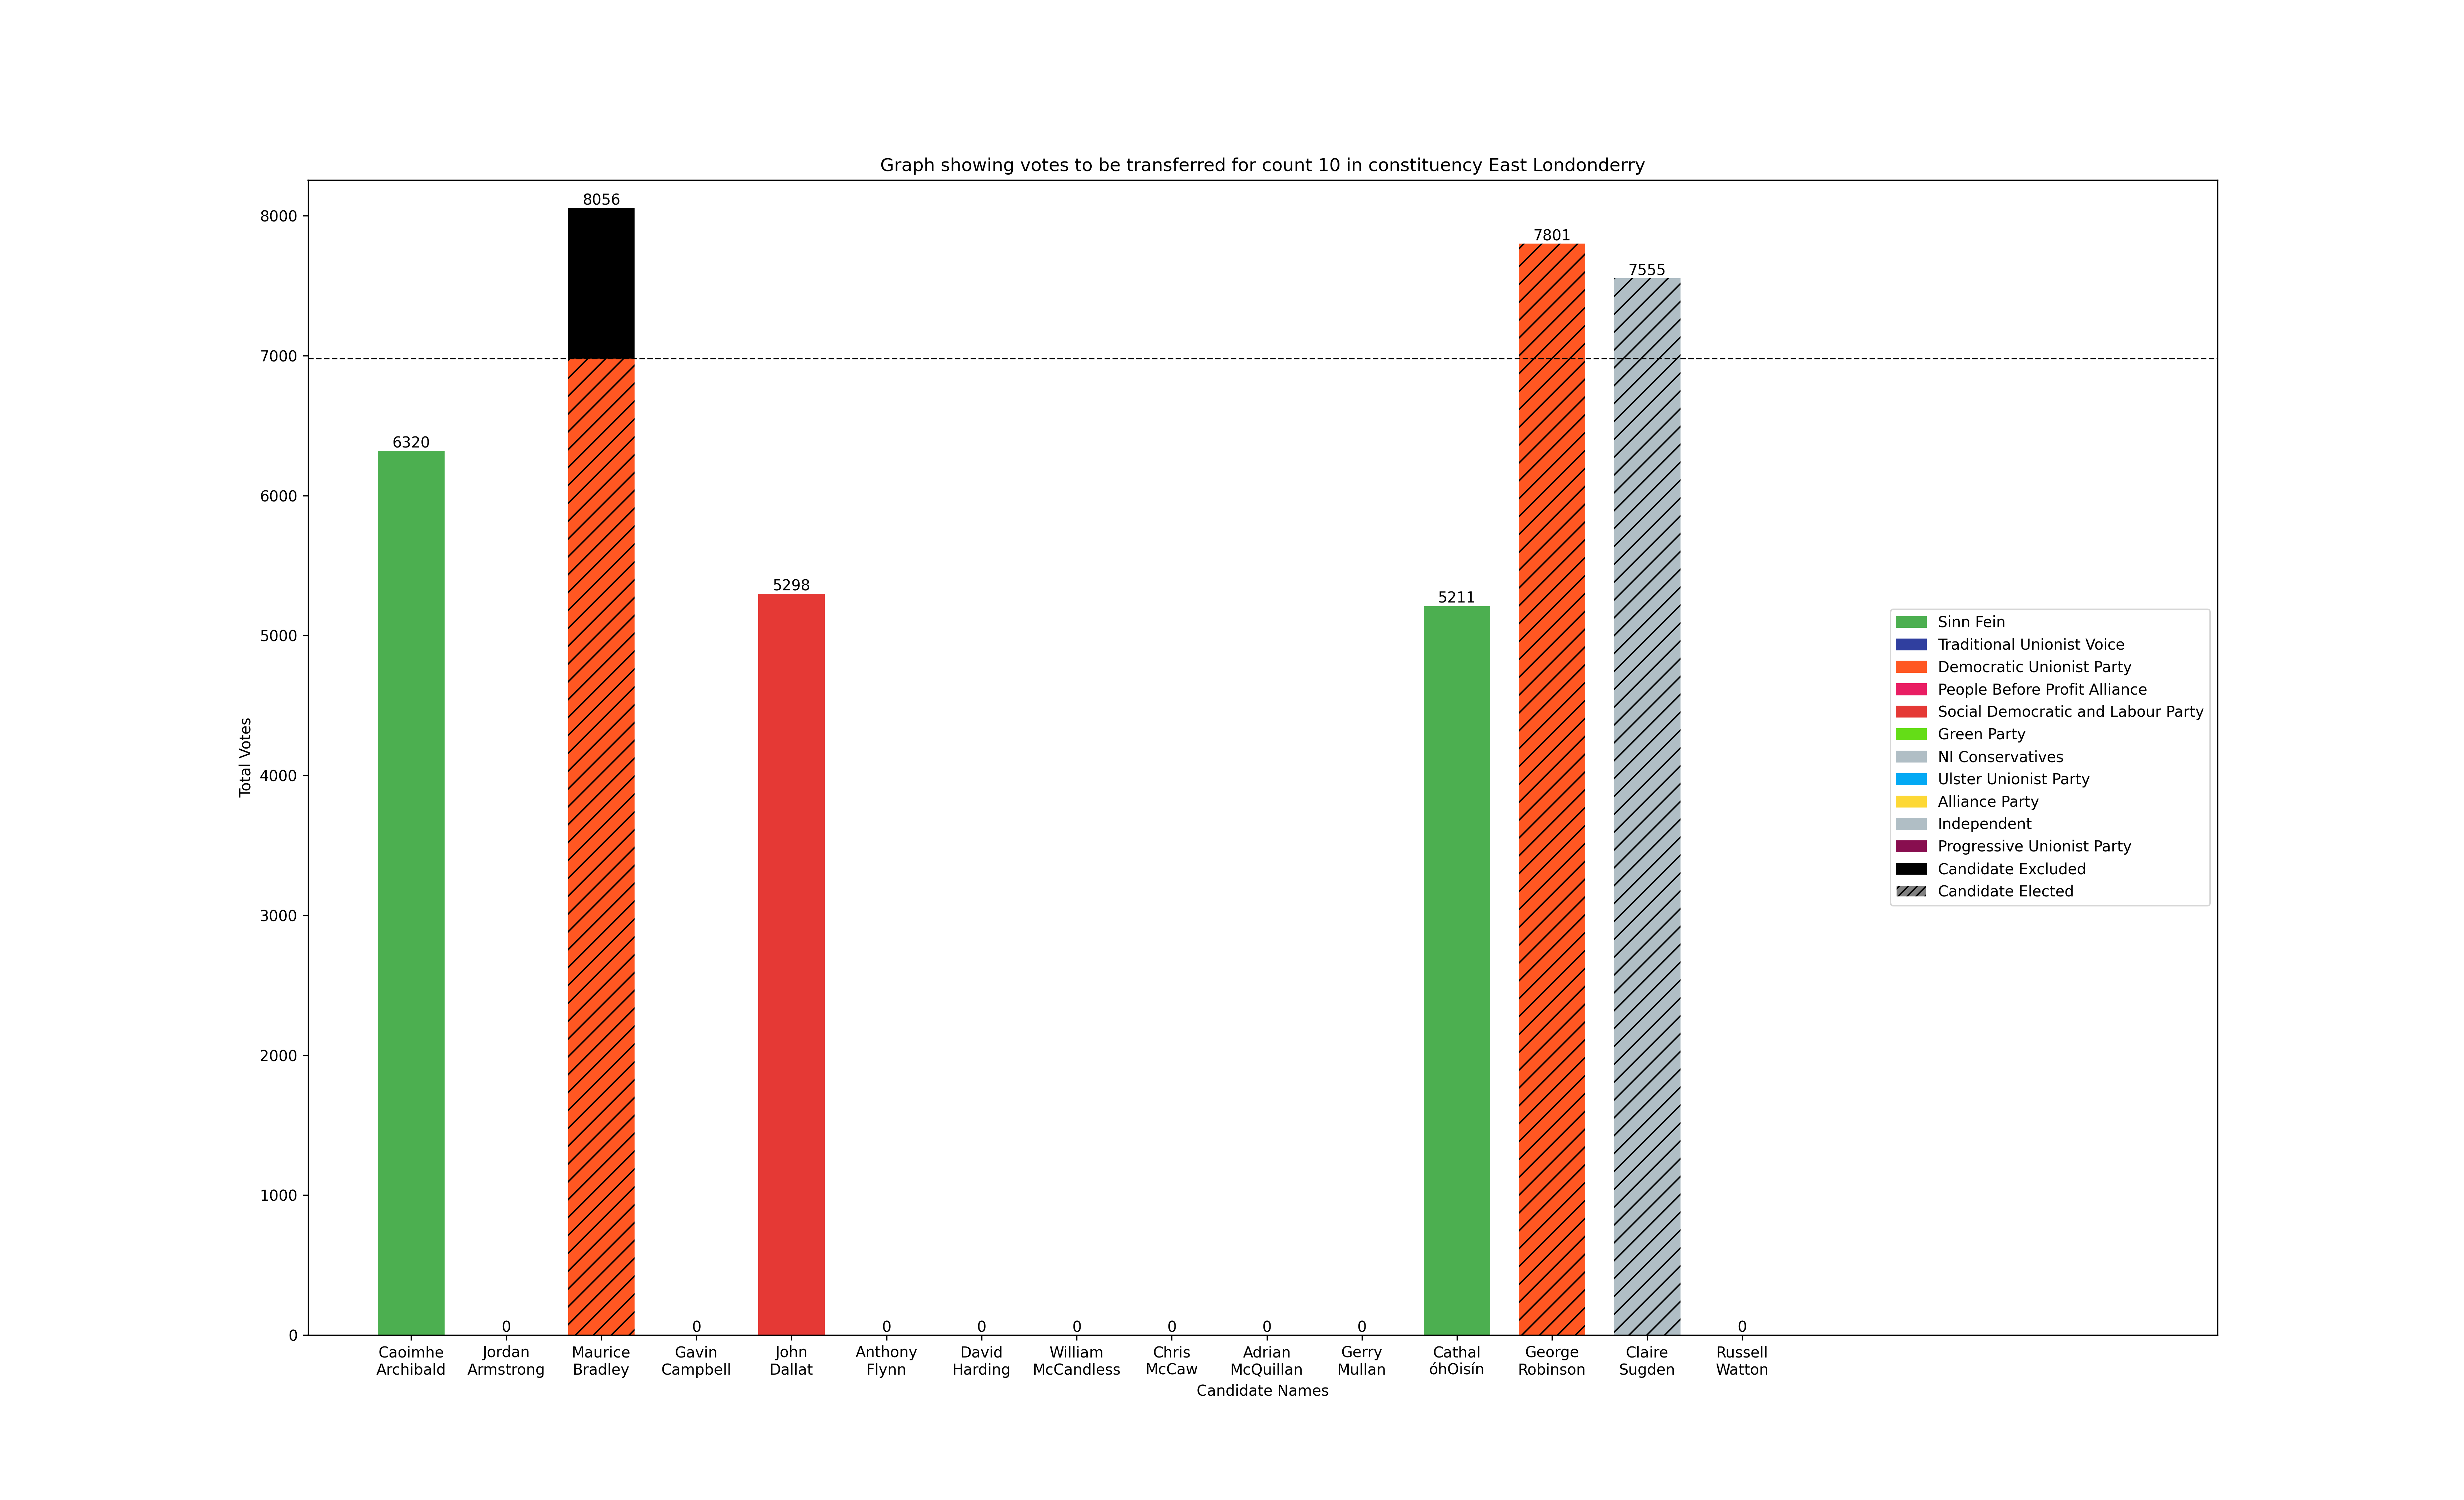 Graph showing votes to be transferred for count 10 in constituency East Londonderry
8056
8000
7801
7555
7000
6320
6000
5298
5211
5000
Sinn Fein
Traditional Unionist Voice
Democratic Unionist Party
People Before Profit Alliance
Social Democratic and Labour Party
Green Party
NI Conservatives
Ulster Unionist Party
Alliance Party
Independent
Progressive Unionist Party
Candidate Excluded
Candidate Elected
Total Votes
4000
3000
2000
1000
0
0 0 0 0 0 0 0 0 0
Caoimhe Archibald
Jordan Armstrong
Maurice Bradley
Gavin Campbell
John Dallat
Anthony Flynn
David Harding
William McCandless
Chris McCaw
Adrian McQuillan
Gerry Mullan
Cathal óhOisín
George Robinson
Claire Sugden
Russell Watton
Candidate Names